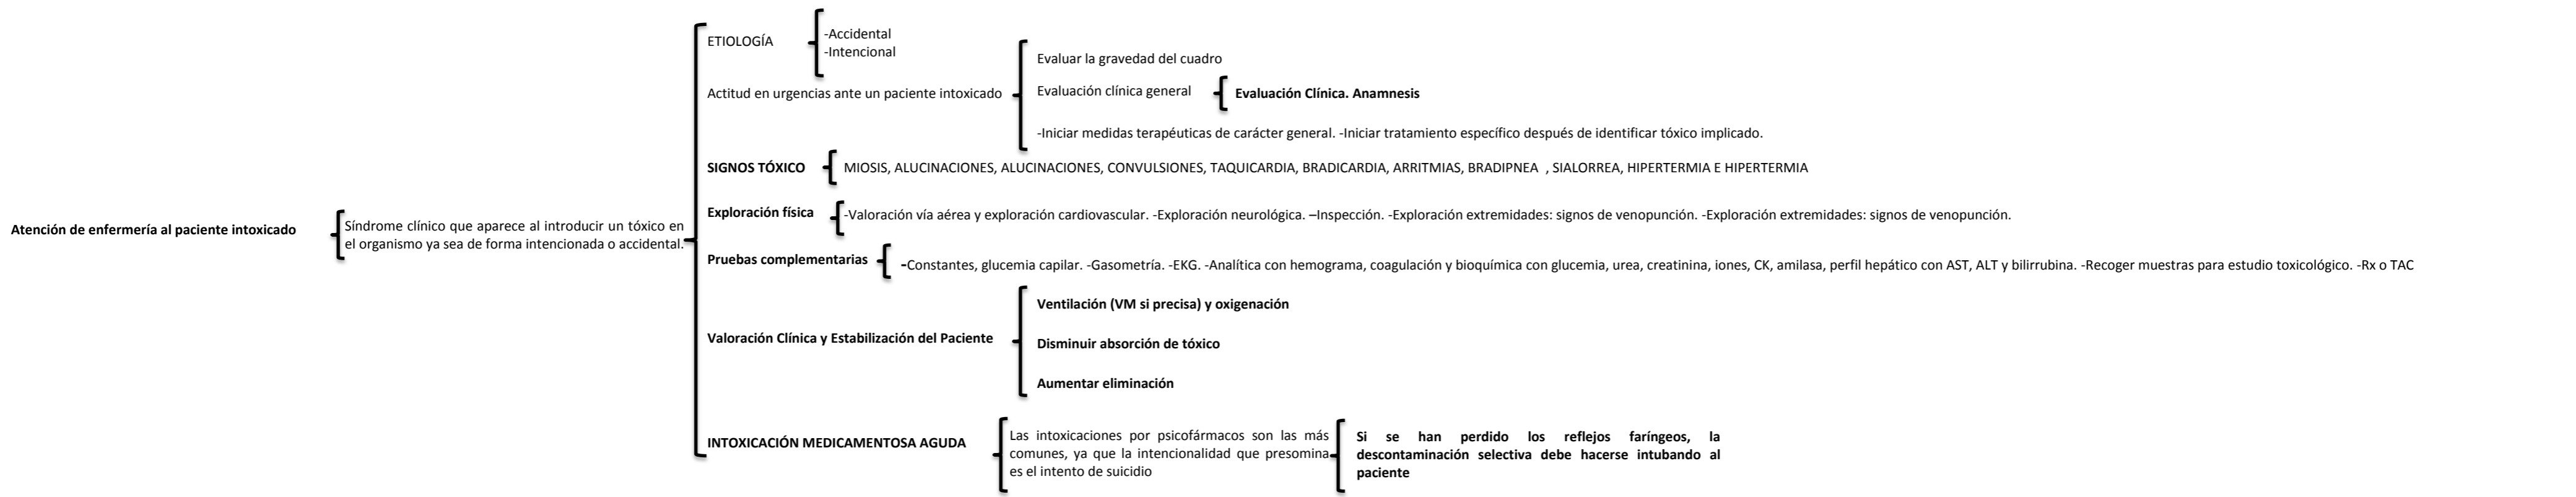 Atención de enfermería al paciente intoxicado
Síndrome clínico que aparece al introducir un tóxico en
el organismo ya sea de forma intencionada o accidental.
ETIOLOGÍA
-Accidental
-Intencional
Actitud en urgencias ante un paciente intoxicado
Evaluar la gravedad del cuadro
Evaluación clínica general
Evaluación Clínica. Anamnesis
-Iniciar medidas terapéuticas de carácter general. -Iniciar tratamiento específico después de identificar tóxico implicado.
SIGNOS TÓXICO
MIOSIS, ALUCINACIONES, ALUCINACIONES, CONVULSIONES, TAQUICARDIA, BRADICARDIA, ARRITMIAS, BRADIPNEA , SIALORREA, HIPERTERMIA E HIPERTERMIA
Exploración física
-Valoración vía aérea y exploración cardiovascular. -Exploración neurológica. –Inspección. -Exploración extremidades: signos de venopunción. -Exploración extremidades: signos de venopunción.
Pruebas complementarias
-Constantes, glucemia capilar. -Gasometría. -EKG. -Analítica con hemograma, coagulación y bioquímica con glucemia, urea, creatinina, iones, CK, amilasa, perfil hepático con AST, ALT y bilirrubina. -Recoger muestras para estudio toxicológico. -Rx o TAC
Valoración Clínica y Estabilización del Paciente
Ventilación (VM si precisa) y oxigenación
Disminuir absorción de tóxico
Aumentar eliminación
INTOXICACIÓN MEDICAMENTOSA AGUDA
Las intoxicaciones por psicofármacos son las más
comunes, ya que la intencionalidad que presomina
es el intento de suicidio
Si se han perdido los reflejos faríngeos, la
descontaminación selectiva debe hacerse intubando al
paciente